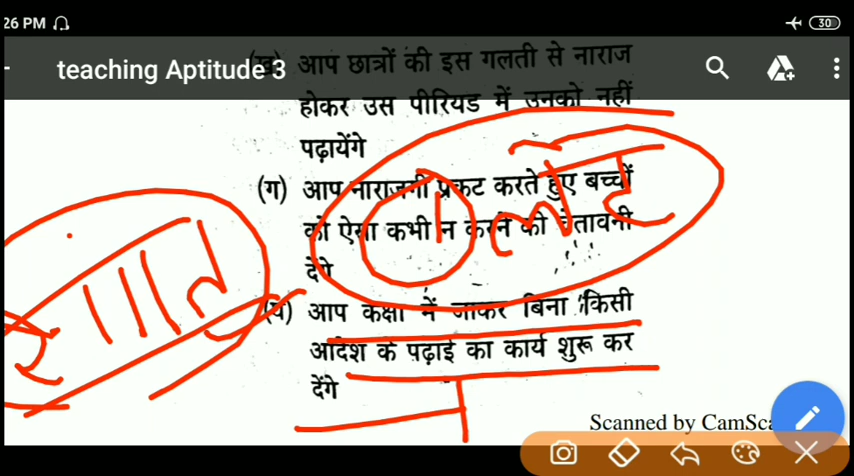 26 PM 30
teaching Aptitude 3
(ख) आप छात्रों की इस गलती से नाराज
होकर उस पीरियड में उनको नहीं
पढ़ायेंगे
(ग) आप नाराजगी प्रकट करते हुए बच्चों
को ऐसा कभी न करने की चेतावनी
देंगे
(घ) आप कक्षा में जाकर बिना किसी
आदेश के पढ़ाई का कार्य शुरू कर
देंगे
Scanned by CamSca